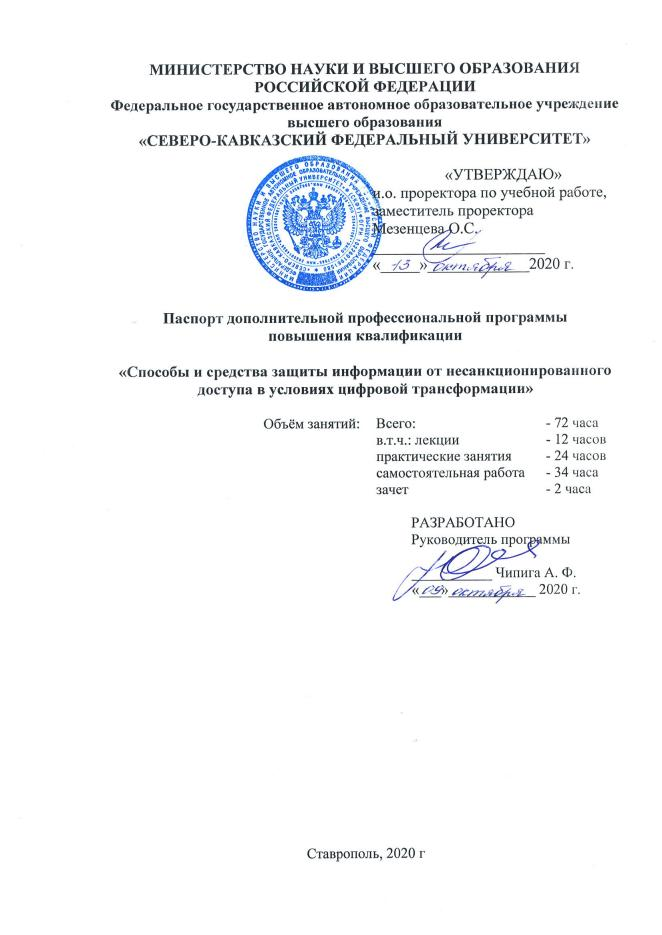 МИНИСТЕРСТВО НАУКИ И ВЫСШЕГО ОБРАЗОВАНИЯ
РОССИЙСКОЙ ФЕДЕРАЦИИ
Федеральное государственное автономное образовательное учреждение
высшего образования
«СЕВЕРО-КАВКАЗСКИЙ ФЕДЕРАЛЬНЫЙ УНИВЕРСИТЕТ»
«УТВЕРЖДАЮ»
и.о. проректора по учебной работе,
заместитель проректора
Мезенцева О.С.
«13» октября 2020 г.
Паспорт дополнительной профессиональной программы
повышения квалификации
«Способы и средства защиты информации от несанкционированного
доступа в условиях цифровой трансформации»
Объём занятий: Всего: - 72 часа
в.т.ч.: лекции - 12 часов
практические занятия - 24 часов
самостоятельная работа - 34 часа
зачет - 2 часа
РАЗРАБОТАНО
Руководитель программы
Чипига А. Ф.
«09» октября 2020 г.
Ставрополь, 2020 г